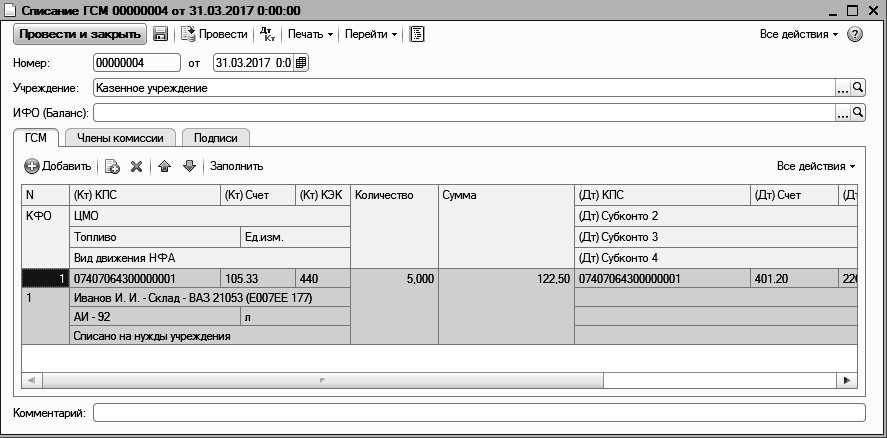 Списание ГСМ 00000004 от 31.03.2017 0:00:00
Провести и закрыть Провести Дт Кт Печать Перейти Все действия ?
Номер: 00000004 от 31.03.2017 0:0
Учреждение: Казенное учреждение ...
ИФО (Баланс): ...
ГСМ Члены комиссии Подписи
Добавить Заполнить Все действия
N (Кт) КПС (Кт) Счет (Кт) КЭК Количество Сумма (Дт) КПС (Дт) Счет (Дт
КФО ЦМО (Дт) Субконто 2
Топливо Ед.изм. (Дт) Субконто 3
Вид движения НФА (Дт) Субконто 4
1 07407064300000001 105.33 440 5,000 122,50 07407064300000001 401.20 220
1 Иванов И. И. - Склад - ВАЗ 21053 (Е007ЕЕ 177)
АИ - 92 л
Списано на нужды учреждения
Комментарий: